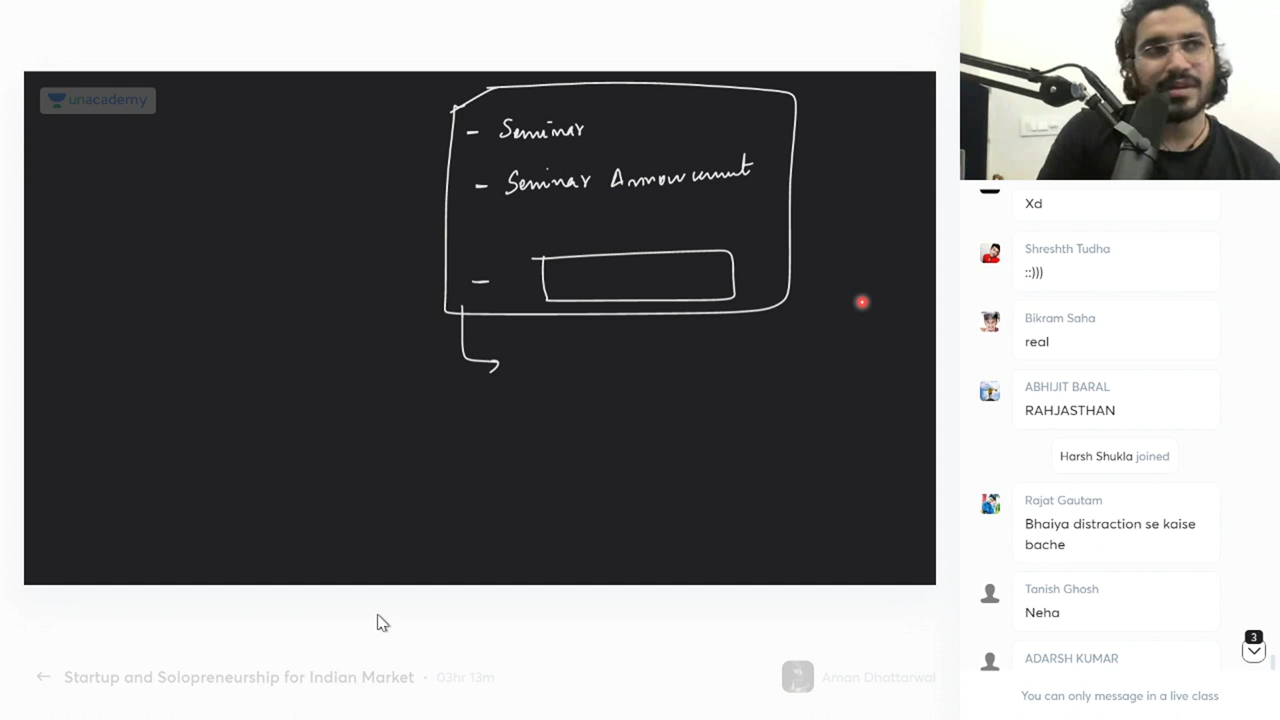 unacademy
- Seminar
- Seminar Announcement
-
Xd
Shreshth Tudha
::)))
Bikram Saha
real
ABHIJIT BARAL
RAHJASTHAN
Harsh Shukla joined
Rajat Gautam
Bhaiya distraction se kaise
bache
Tanish Ghosh
Neha
3
ADARSH KUMAR
You can only message in a live class
← Startup and Solopreneurship for Indian Market • 03hr 13m
Aman Dhattarwal